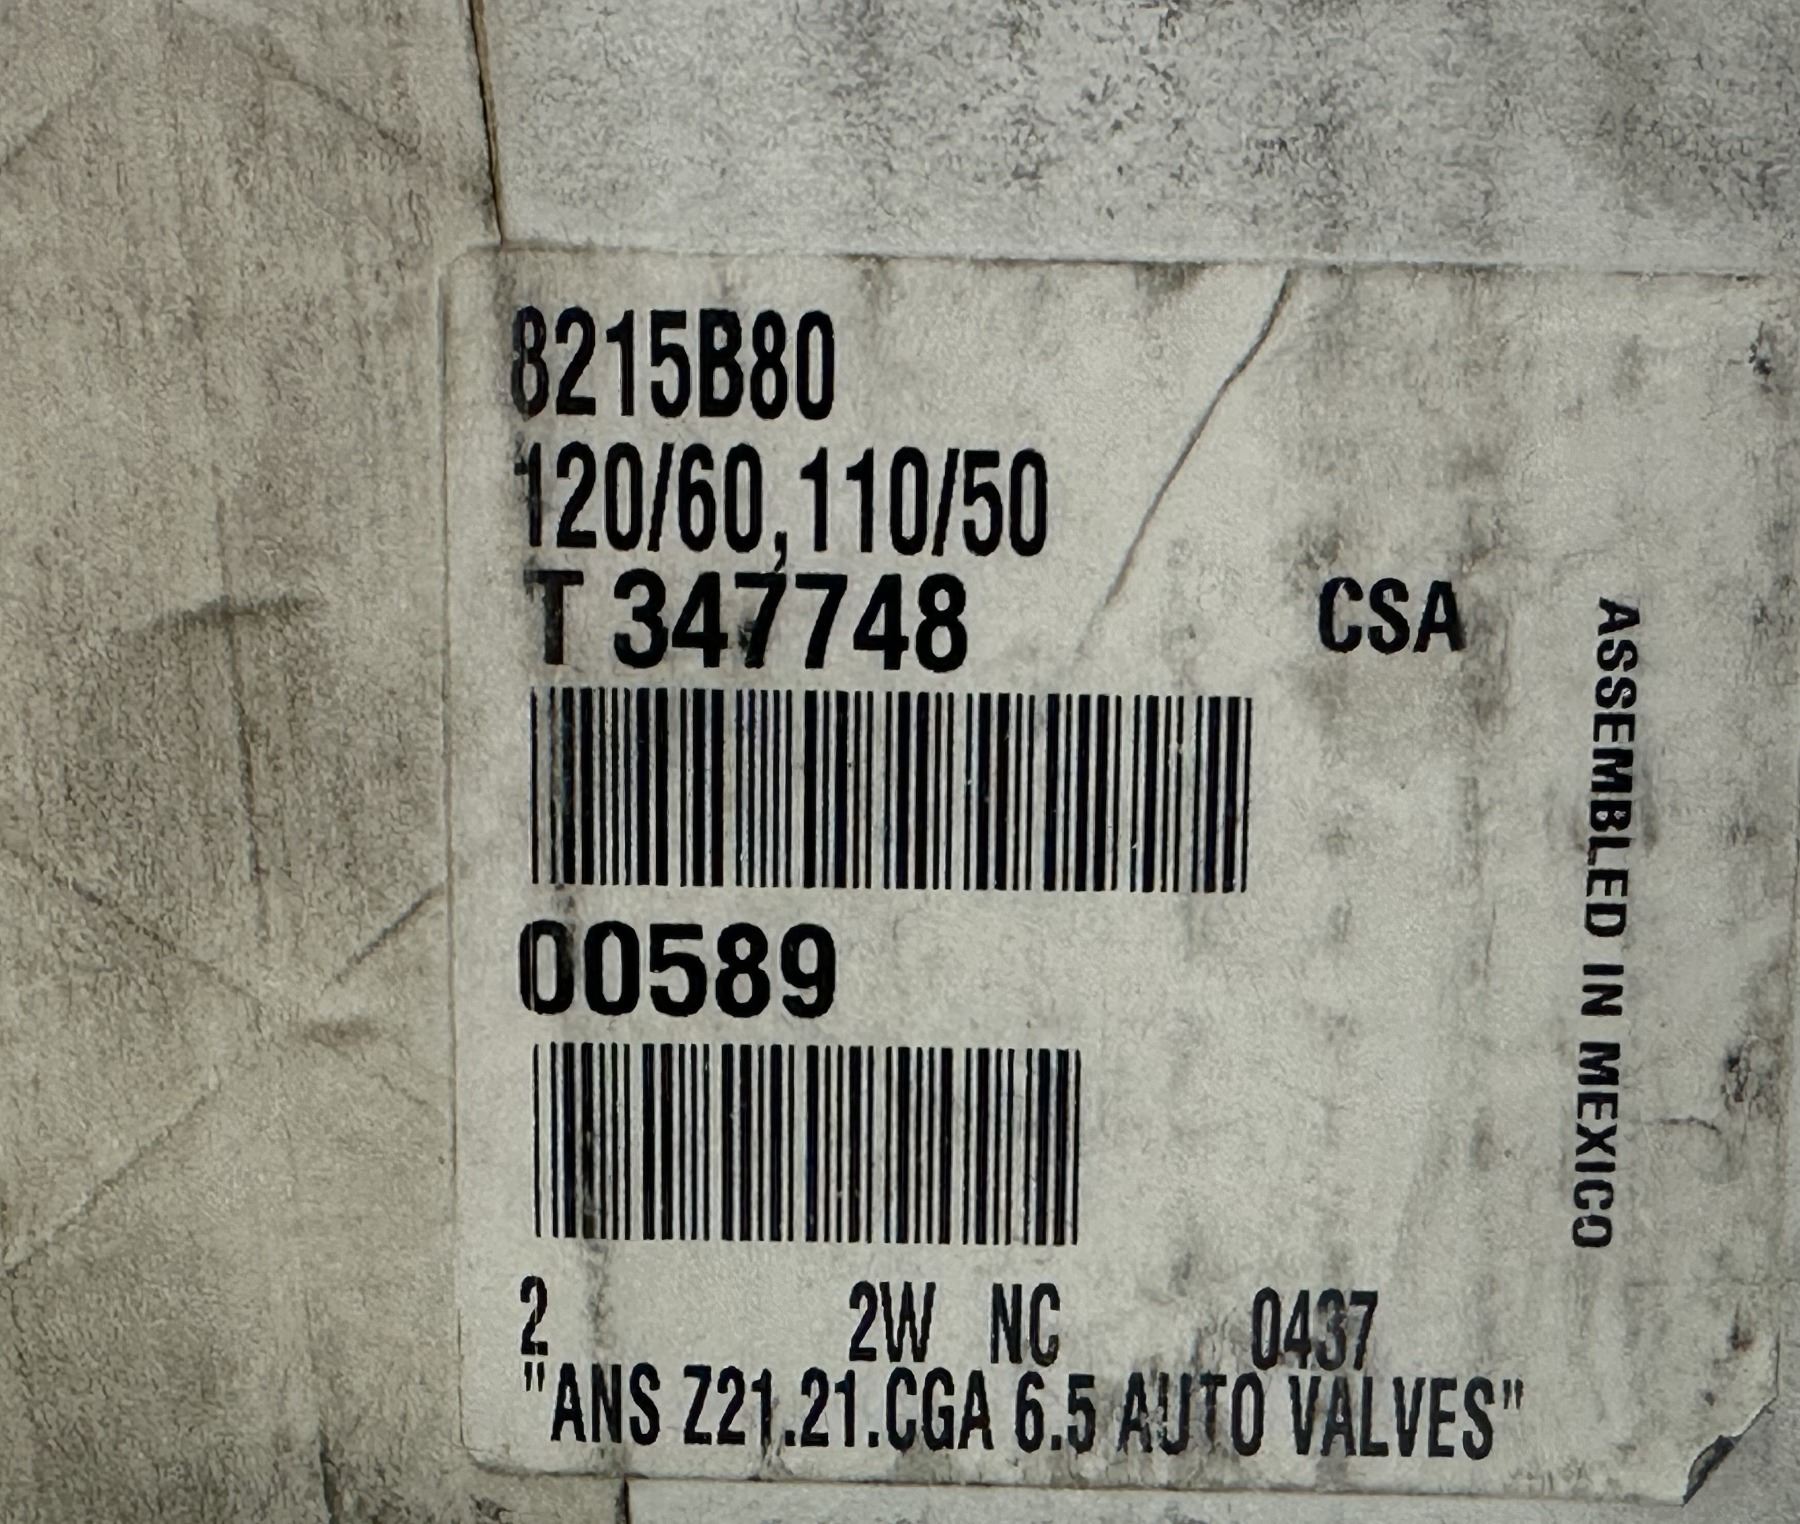 8215B80
120/60,110/50
T 347748
CSA
00589
2 2W NC 0437
"ANS Z21.21.CGA 6.5 AUTO VALVES"
ASSEMBLED IN MEXICO